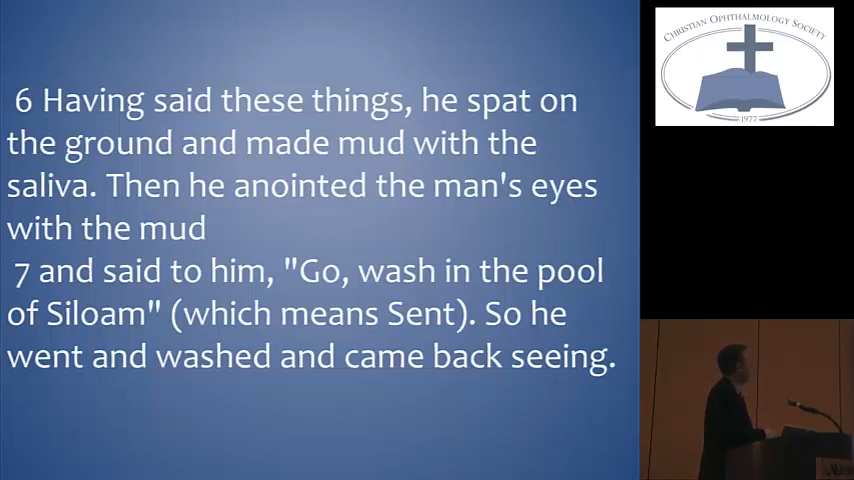 6 Having said these things, he spat on
the ground and made mud with the
saliva. Then he anointed the man's eyes
with the mud
7 and said to him, "Go, wash in the pool
of Siloam" (which means Sent). So he
went and washed and came back seeing.
CHRISTIAN OPHTHALMOLOGY SOCIETY
1977